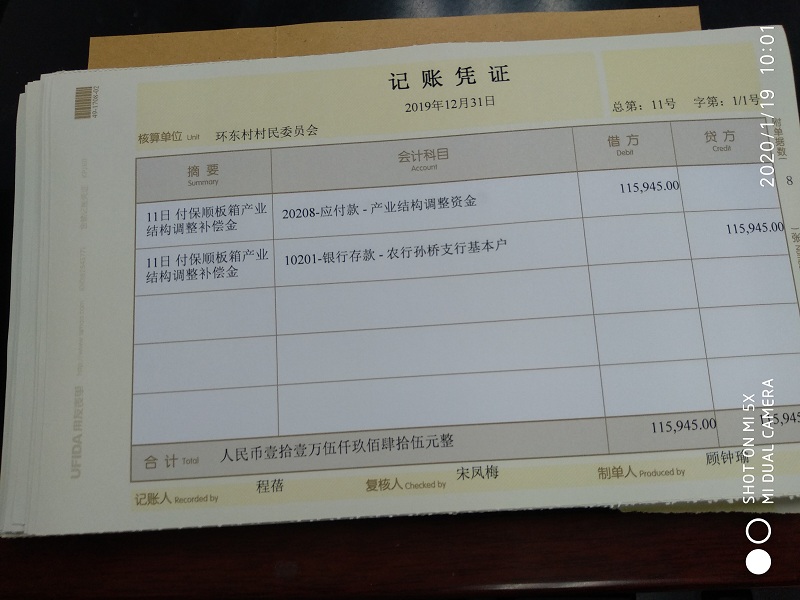 记账凭证
2019年12月31日
总第：11号 字第：1/1号
核算单位 Unit 环东村村民委员会
摘要 Summary
会计科目 Account
借方 Debit
贷方 Credit
11日 付保顺板箱产业
结构调整补偿金
20208-应付款 - 产业结构调整资金
115,945.00
11日 付保顺板箱产业
结构调整补偿金
10201-银行存款 - 农行孙桥支行基本户
115,945.00
合计 Total 人民币壹拾壹万伍仟玖佰肆拾伍元整 115,945.00 115,945
记账人 Recorded by 程蓓 复核人 Checked by 宋凤梅 制单人 Produced by 顾钟瑜
8
UFIDA 用友表单
2020/1/19 10:01
SHOT ON MI 5X
MI DUAL CAMERA